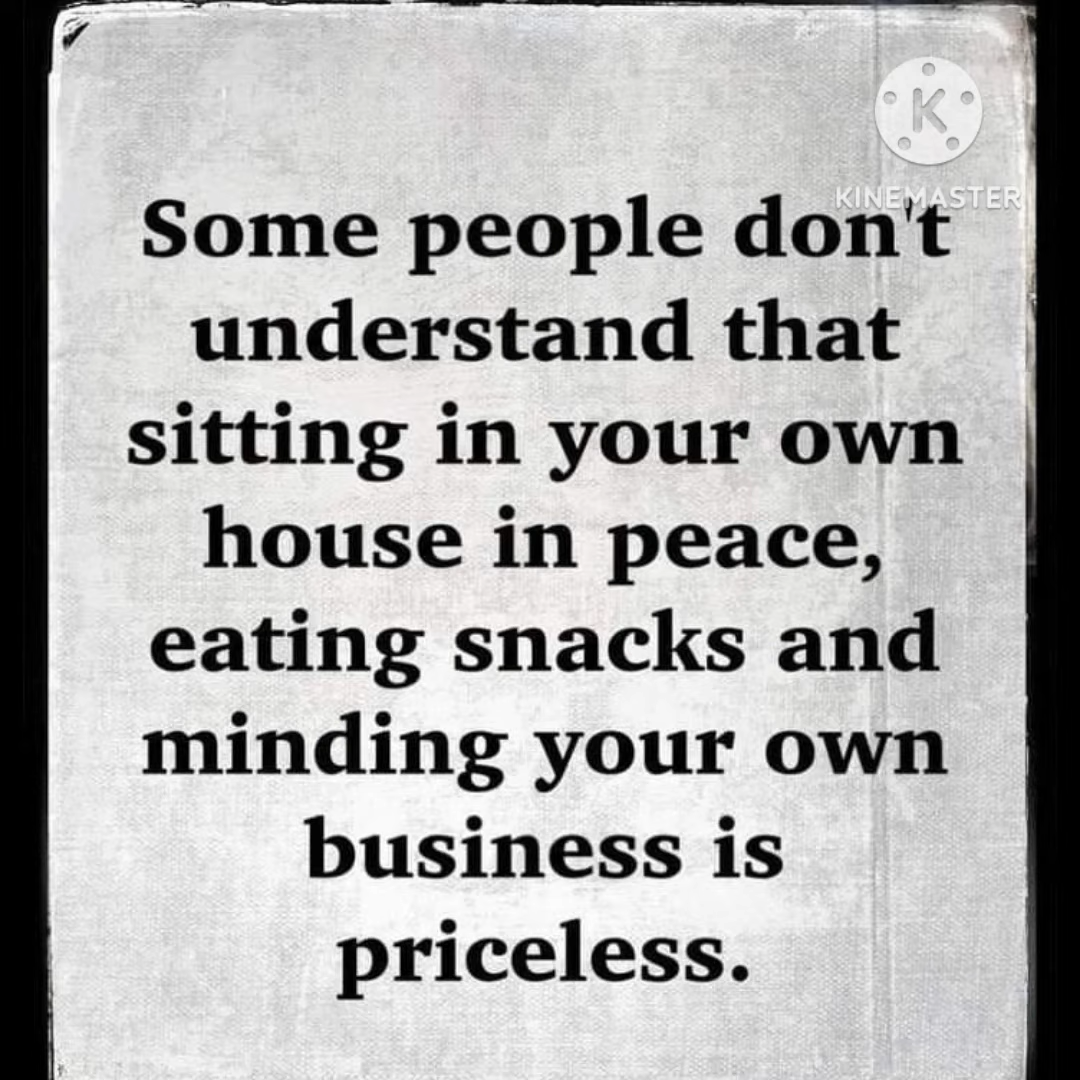 K
KINEMASTER
Some people don't
understand that
sitting in your own
house in peace,
eating snacks and
minding your own
business is
priceless.